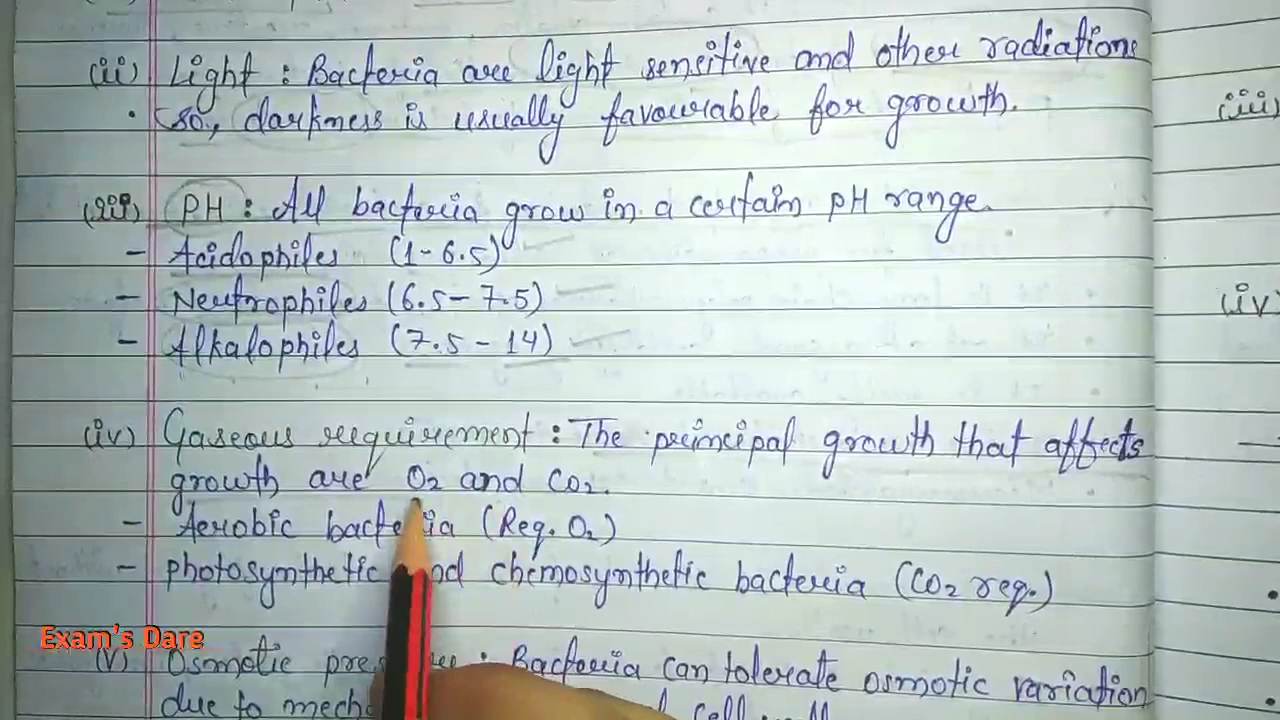 (ii) Light : Bacteria are light sensitive and other radiations
• so, darkness is usually favourable for growth.
(iii) PH : All bacteria grow in a certain pH range.
- Acidophiles (1-6.5)
- Neutrophiles (6.5-7.5)
- Alkalophiles (7.5-14)
(iv) Gaseous requirement : The principal growth that affects
growth are O2 and CO2.
- Aerobic bacteria (Req. O2)
- photosynthetic and chemosynthetic bacteria (CO2 req.)
(v) Osmotic : Bacteria can tolerate osmotic variation
due to cell wall
(iii)
(iv)
Exam's Dare